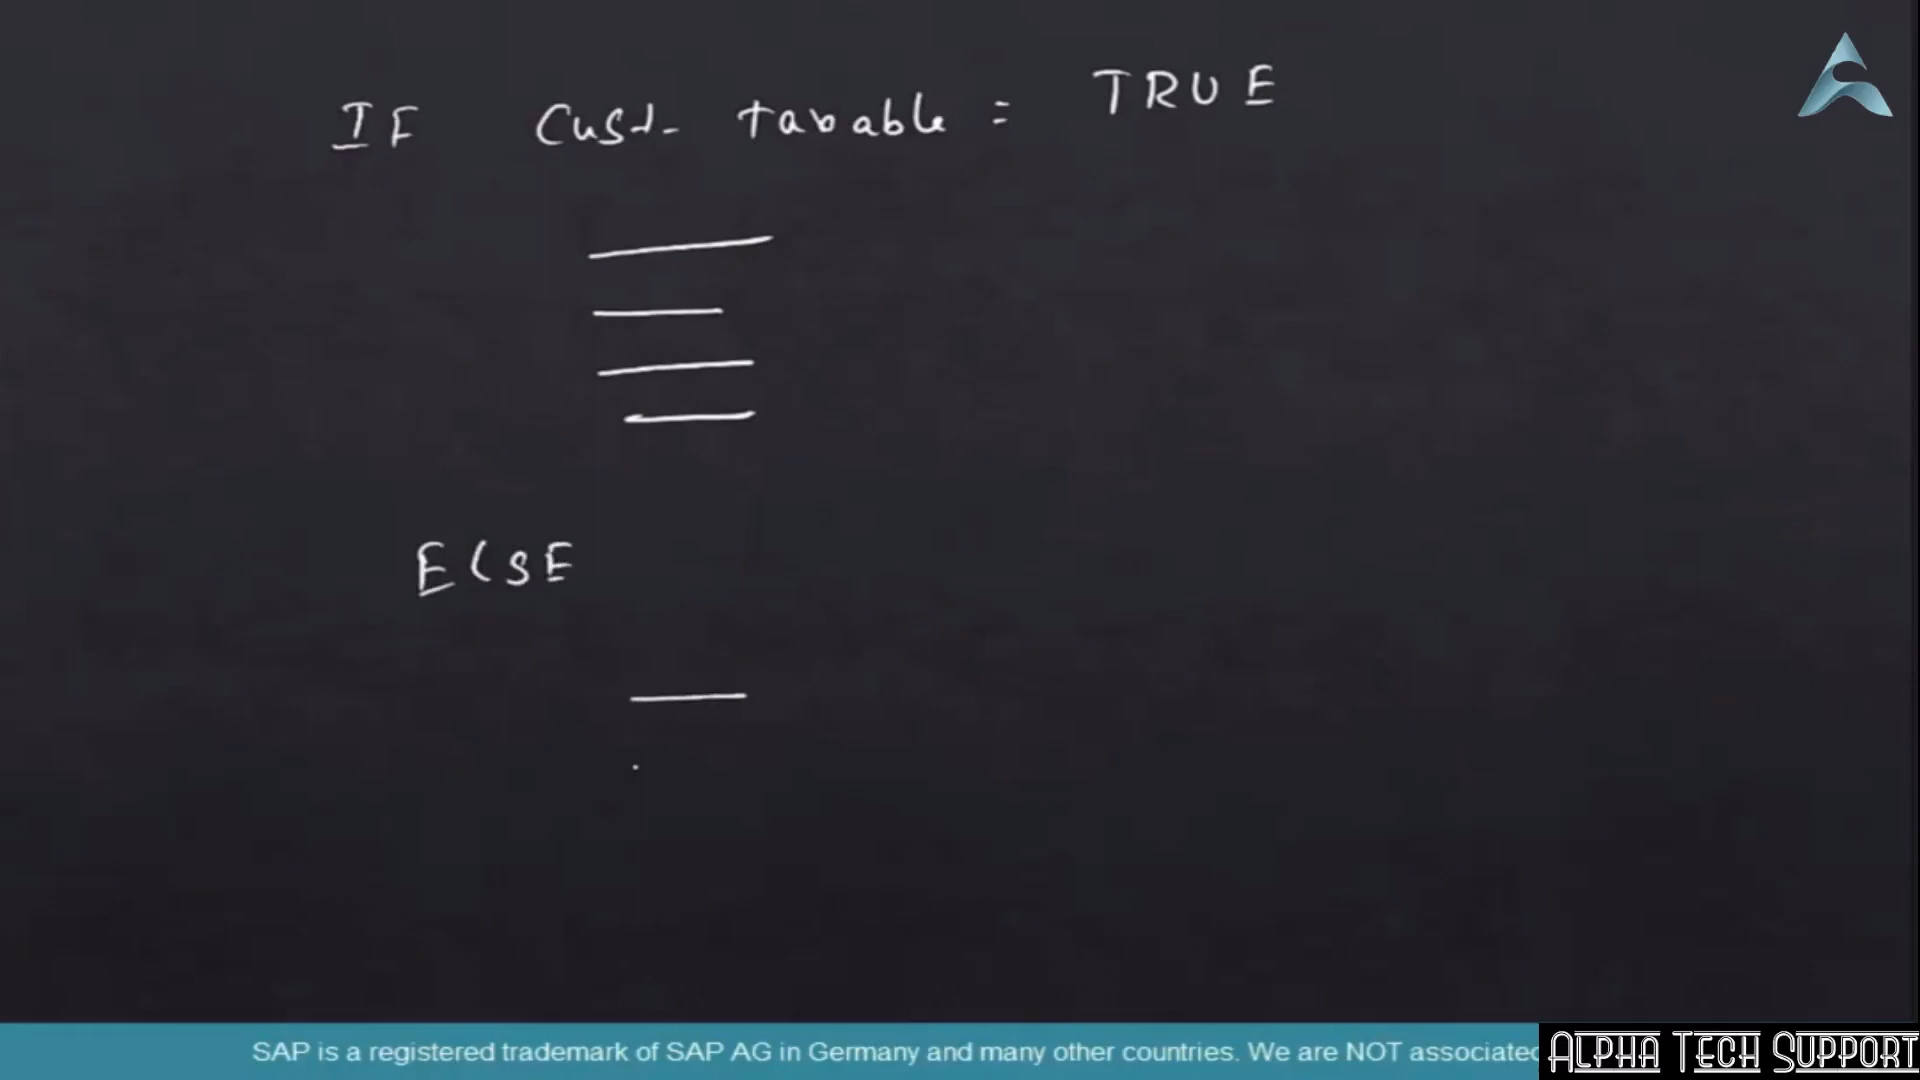 IF Cust- taxable = TRUE
ELSE
SAP is a registered trademark of SAP AG in Germany and many other countries. We are NOT associated
ALPHA TECH SUPPORT